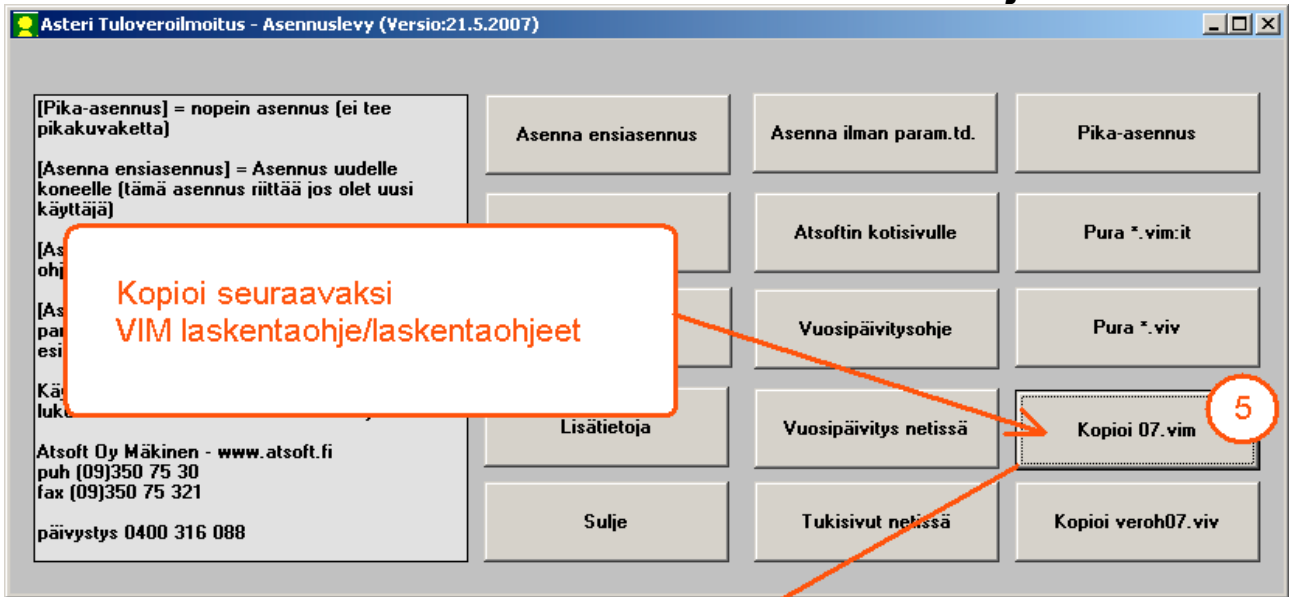 Asteri Tuloveroilmoitus - Asennuslevy (Versio:21.5.2007)
[Pika-asennus] = nopein asennus (ei tee
pikakuvaketta)
[Asenna ensiasennus] = Asennus uudelle
koneelle (tämä asennus riittää jos olet uusi
käyttäjä)
Atsoft Oy Mäkinen - www.atsoft.fi
puh (09)350 75 30
fax (09)350 75 321
päivystys 0400 316 088
Kopioi seuraavaksi
VIM laskentaohje/laskentaohjeet
Asenna ensiasennus
Asenna ilman param.td.
Pika-asennus
Atsoftin kotisivulle
Pura *.vim:it
Vuosipäivitysohje
Pura *.viv
Lisätietoja
Vuosipäivitys netissä
Kopioi 07.vim
5
Sulje
Tukisivut netissä
Kopioi veroh07.viv